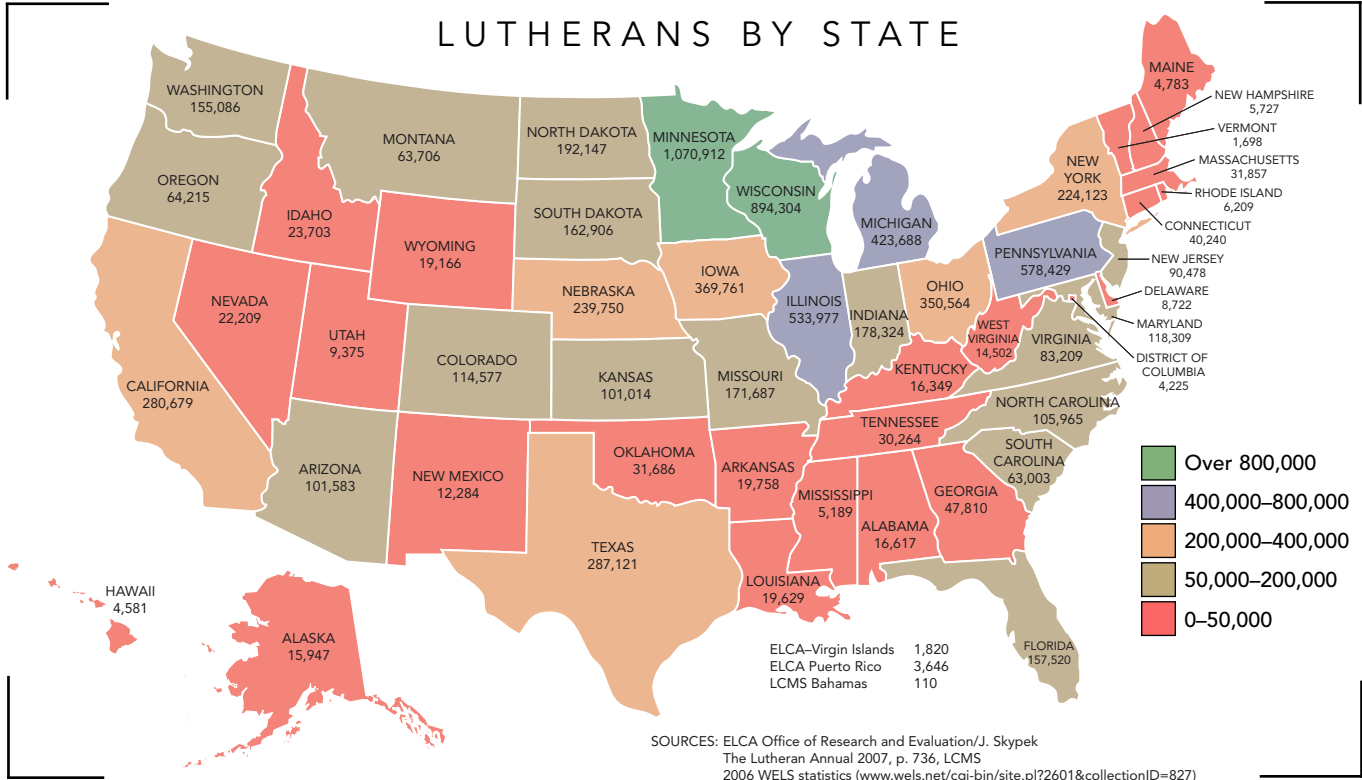 LUTHERANS BY STATE
WASHINGTON
155,086
OREGON
64,215
IDAHO
23,703
MONTANA
63,706
WYOMING
19,166
NEVADA
22,209
UTAH
9,375
CALIFORNIA
280,679
COLORADO
114,577
ARIZONA
101,583
NEW MEXICO
12,284
NORTH DAKOTA
192,147
SOUTH DAKOTA
162,906
NEBRASKA
239,750
KANSAS
101,014
OKLAHOMA
31,686
TEXAS
287,121
MINNESOTA
1,070,912
WISCONSIN
894,304
IOWA
369,761
MISSOURI
171,687
ARKANSAS
19,758
LOUISIANA
19,629
MICHIGAN
423,688
ILLINOIS
533,977
INDIANA
178,324
OHIO
350,564
KENTUCKY
16,349
TENNESSEE
30,264
MISSISSIPPI
5,189
ALABAMA
16,617
GEORGIA
47,810
FLORIDA
157,520
SOUTH
CAROLINA
63,003
NORTH CAROLINA
105,965
VIRGINIA
83,209
WEST
VIRGINIA
14,502
PENNSYLVANIA
578,429
NEW
YORK
224,123
MAINE
4,783
NEW HAMPSHIRE
5,727
VERMONT
1,698
MASSACHUSETTS
31,857
RHODE ISLAND
6,209
CONNECTICUT
40,240
NEW JERSEY
90,478
DELAWARE
8,722
MARYLAND
118,309
DISTRICT OF
COLUMBIA
4,225
HAWAII
4,581
ALASKA
15,947
Over 800,000
400,000–800,000
200,000–400,000
50,000–200,000
0–50,000
ELCA–Virgin Islands 1,820
ELCA Puerto Rico 3,646
LCMS Bahamas 110
SOURCES: ELCA Office of Research and Evaluation/J. Skypek
The Lutheran Annual 2007, p. 736, LCMS
2006 WELS statistics (www.wels.net/cgi-bin/site.pl?2601&collectionID=827)